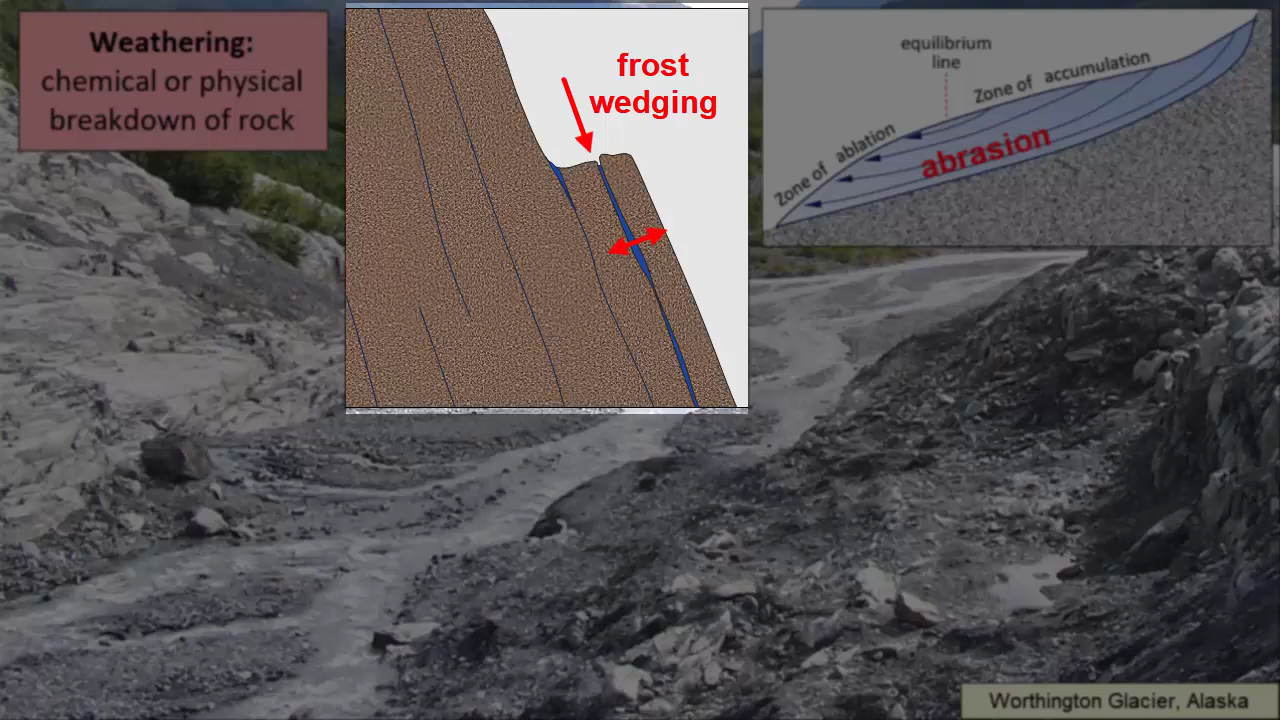 Weathering:
chemical or physical
breakdown of rock
frost
wedging
equilibrium
line
Zone of accumulation
Zone of ablation
abrasion
Worthington Glacier, Alaska